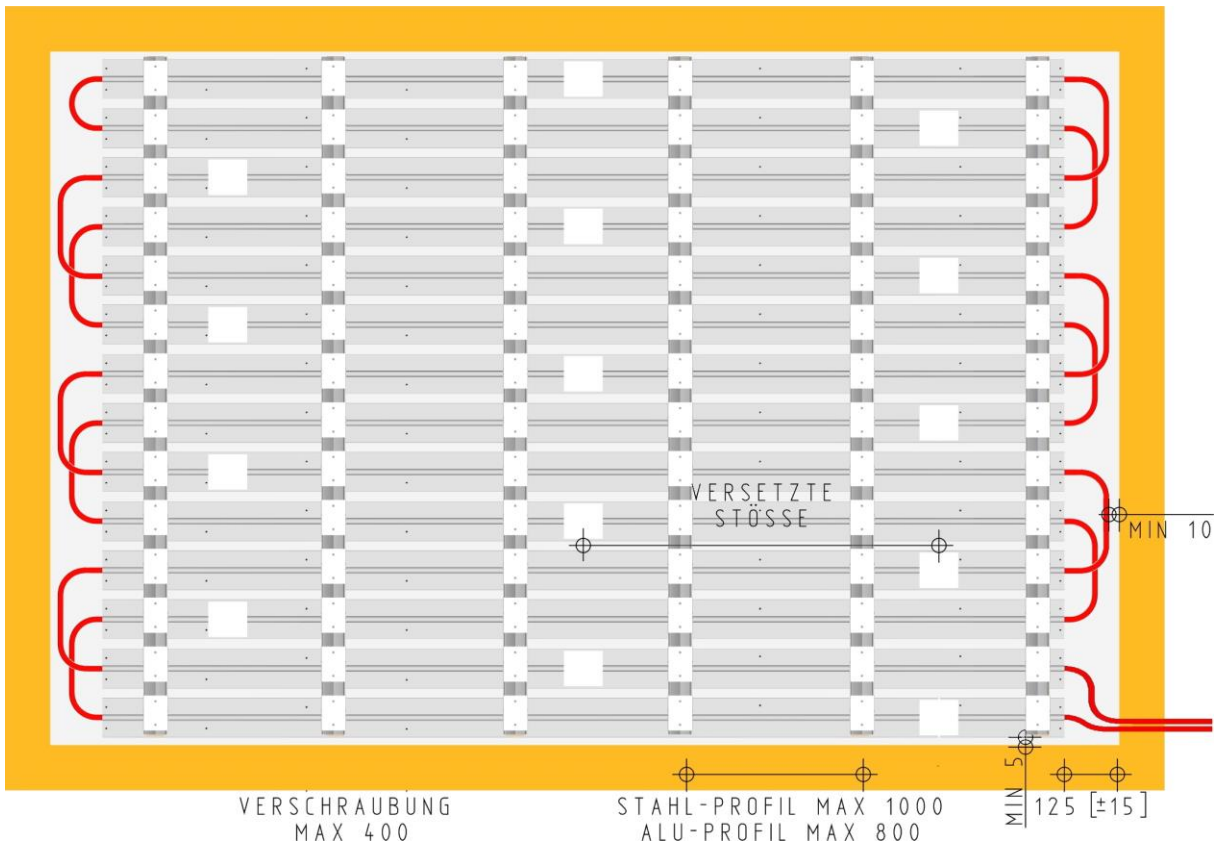 VERSETZTE
STÖSSE
MIN 10
MIN 5
125 [±15]
VERSCHRAUBUNG
MAX 400
STAHL-PROFIL MAX 1000
ALU-PROFIL MAX 800